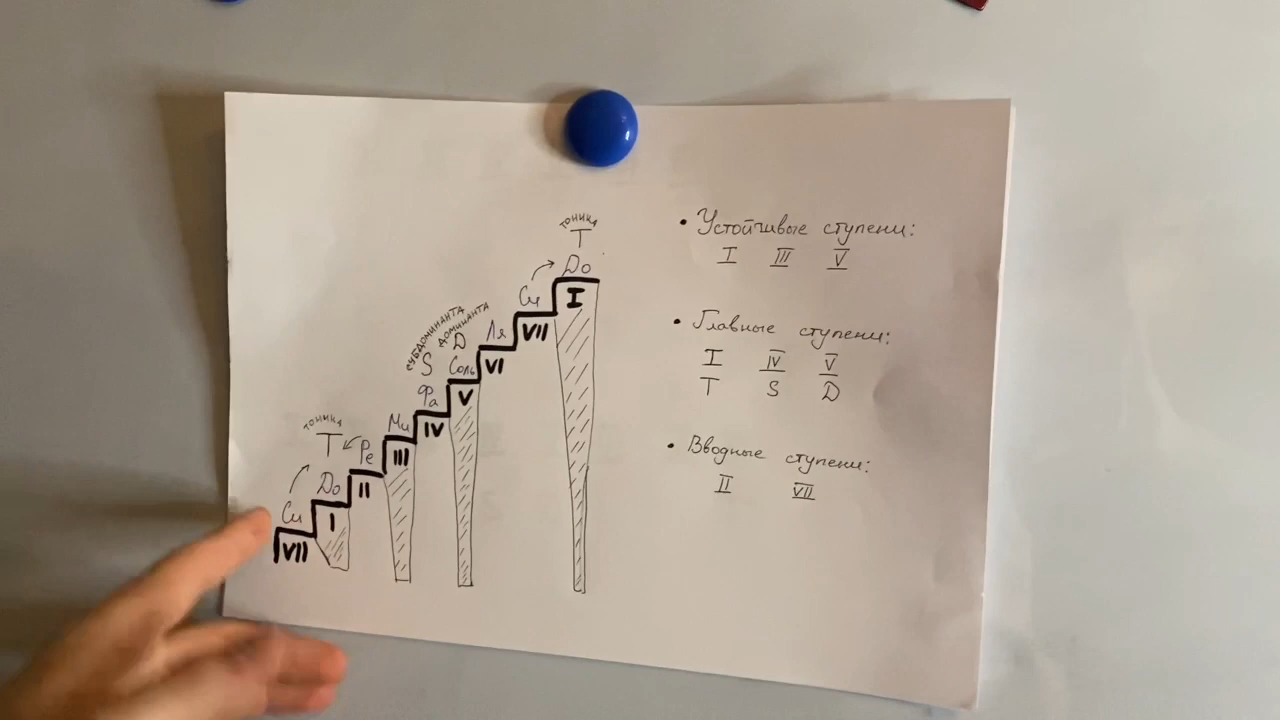 тоника
T
До
I
Си
VII
Ля
VI
субдоминанта
доминанта
S
D
Соль
V
Фа
IV
Ми
III
тоника
T
Ре
II
До
I
Си
VII
• Устойчивые ступени:
I III V
• Главные ступени:
I IV V
T S D
• Вводные ступени:
II VII